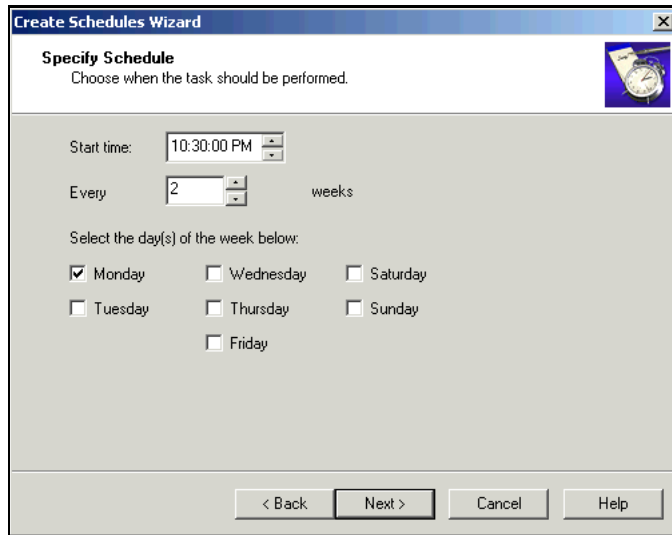 Create Schedules Wizard
Specify Schedule
Choose when the task should be performed.
Start time: 10:30:00 PM
Every 2 weeks
Select the day(s) of the week below:
Monday Wednesday Saturday
Tuesday Thursday Sunday
Friday
< Back Next > Cancel Help